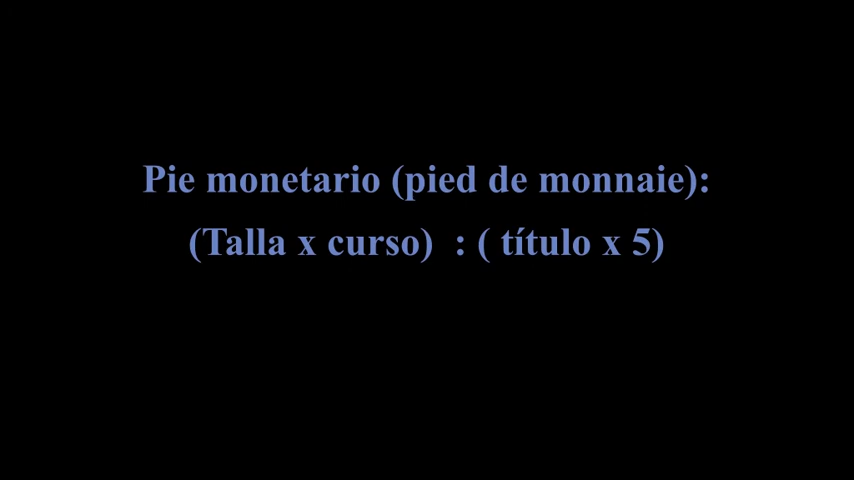 Pie monetario (pied de monnaie):
(Talla x curso)  : ( título x 5)